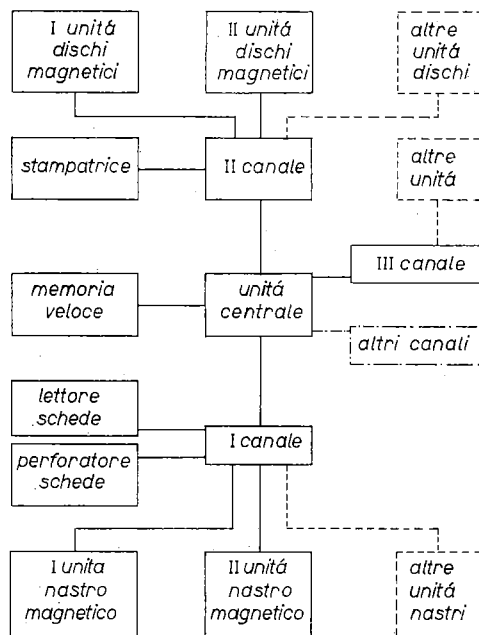 I unitá
dischi
magnetici
II unitá
dischi
magnetici
altre
unitá
dischi
stampatrice
II canale
altre
unitá
III canale
memoria
veloce
unitá
centrale
altri canali
lettore
schede
perforatore
schede
I canale
I unita
nastro
magnetico
II unitá
nastro
magnetico
altre
unitá
nastri